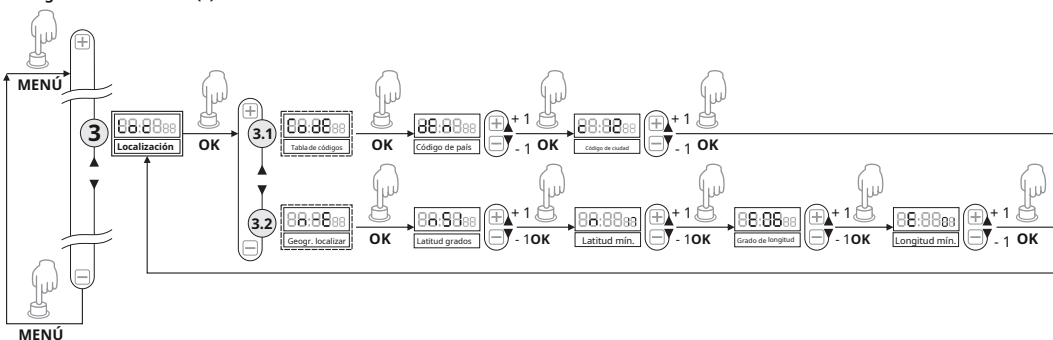 MENÚ
3
Localización
OK
3.1
Tabla de códigos
OK
Código de país
+ 1
- 1
OK
Código de ciudad
+ 1
- 1
OK
3.2
Geogr. localizar
OK
Latitud grados
+ 1
- 1OK
Latitud mín.
+ 1
- 1OK
Grado de longitud
+ 1
- 1OK
Longitud mín.
+ 1
- 1 OK
MENÚ